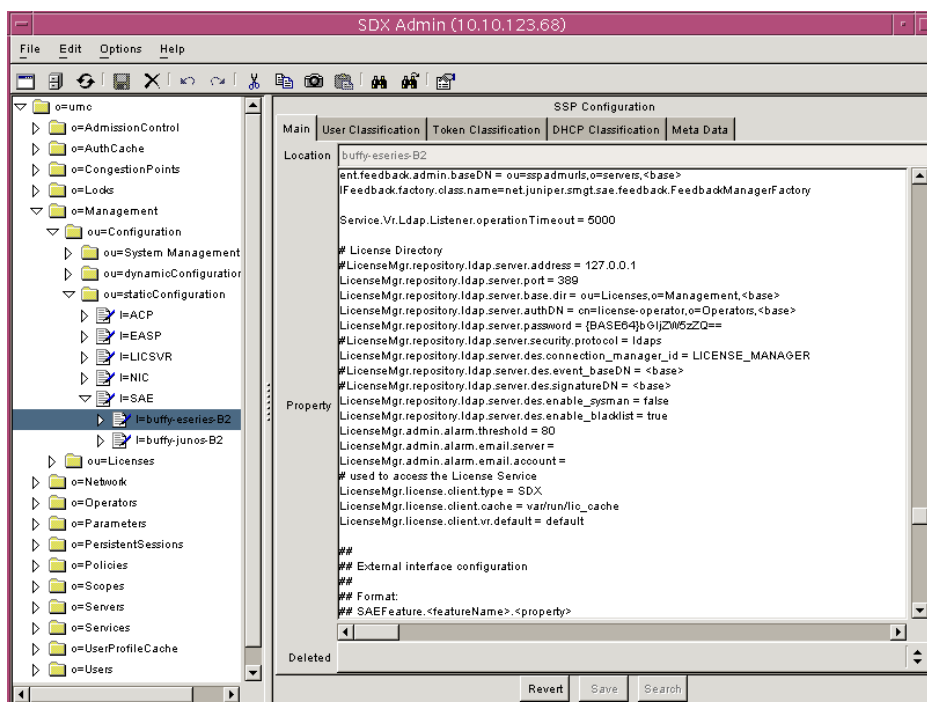 SDX Admin (10.10.123.68)
File Edit Options Help
o=umc
o=AdmissionControl
o=AuthCache
o=CongestionPoints
o=Locks
o=Management
ou=Configuration
ou=System Management
ou=dynamicConfiguration
ou=staticConfiguration
l=ACP
l=EASP
l=LICSVR
l=NIC
l=SAE
l=buffy-eseries-B2
l=buffy-junos-B2
ou=Licenses
o=Network
o=Operators
o=Parameters
o=PersistentSessions
o=Policies
o=Scopes
o=Servers
o=Services
o=UserProfileCache
o=Users
SSP Configuration
Main User Classification Token Classification DHCP Classification Meta Data
Location buffy-eseries-B2
Property
ent.feedback.admin.baseDN = ou=sspadmurls,o=servers,<base>
IFeedback.factory.class.name=net.juniper.smgt.sae.feedback.FeedbackManagerFactory
Service.Vr.Ldap.Listener.operationTimeout = 5000
# License Directory
#LicenseMgr.repository.ldap.server.address = 127.0.0.1
LicenseMgr.repository.ldap.server.port = 389
LicenseMgr.repository.ldap.server.base.dir = ou=Licenses,o=Management,<base>
LicenseMgr.repository.ldap.server.authDN = cn=license-operator,o=Operators,<base>
LicenseMgr.repository.ldap.server.password = {BASE64}bGljZW5zZQ==
#LicenseMgr.repository.ldap.server.security.protocol = ldaps
LicenseMgr.repository.ldap.server.des.connection_manager_id = LICENSE_MANAGER
#LicenseMgr.repository.ldap.server.des.event_baseDN = <base>
#LicenseMgr.repository.ldap.server.des.signatureDN = <base>
LicenseMgr.repository.ldap.server.des.enable_sysman = false
LicenseMgr.repository.ldap.server.des.enable_blacklist = true
LicenseMgr.admin.alarm.threshold = 80
LicenseMgr.admin.alarm.email.server =
LicenseMgr.admin.alarm.email.account =
# used to access the License Service
LicenseMgr.license.client.type = SDX
LicenseMgr.license.client.cache = var/run/lic_cache
LicenseMgr.license.client.vr.default = default
##
## External interface configuration
##
## Format:
## SAEFeature.<featureName>.<property>
Deleted
Revert Save Search